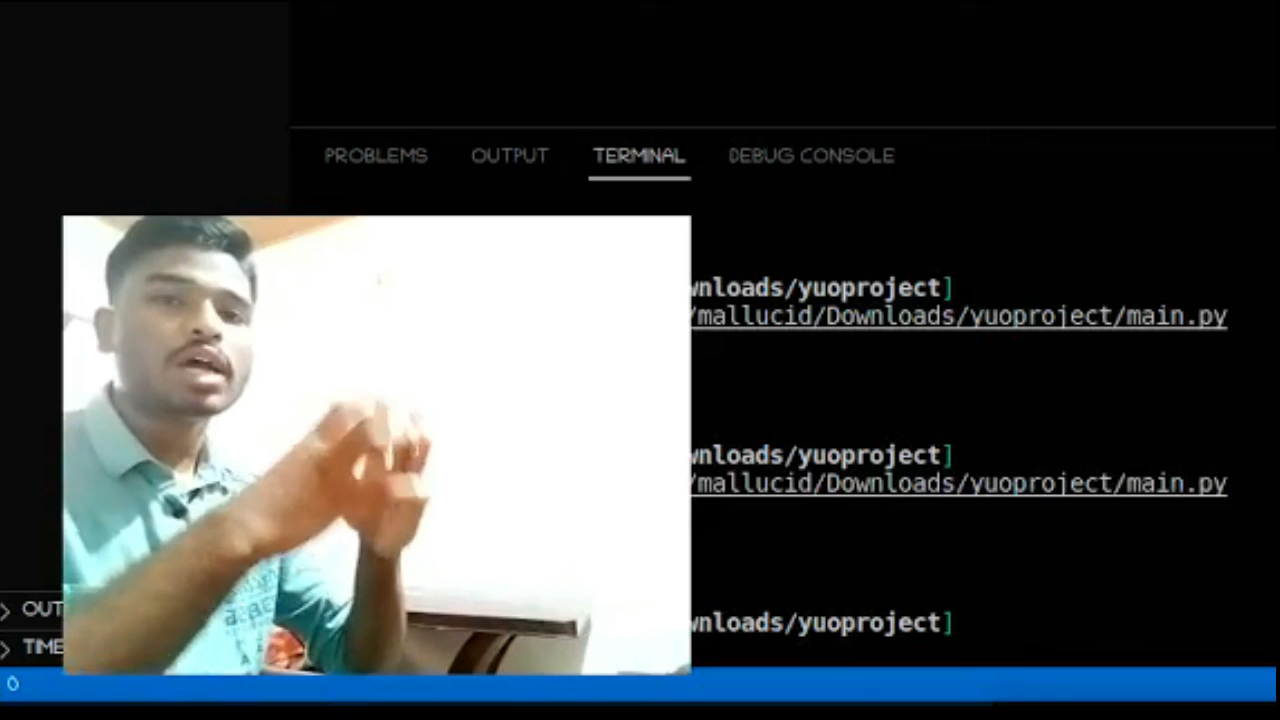 PROBLEMS OUTPUT TERMINAL DEBUG CONSOLE
wnloads/yuoproject]
/mallucid/Downloads/yuoproject/main.py
wnloads/yuoproject]
/mallucid/Downloads/yuoproject/main.py
OUT
wnloads/yuoproject]
TIME
0